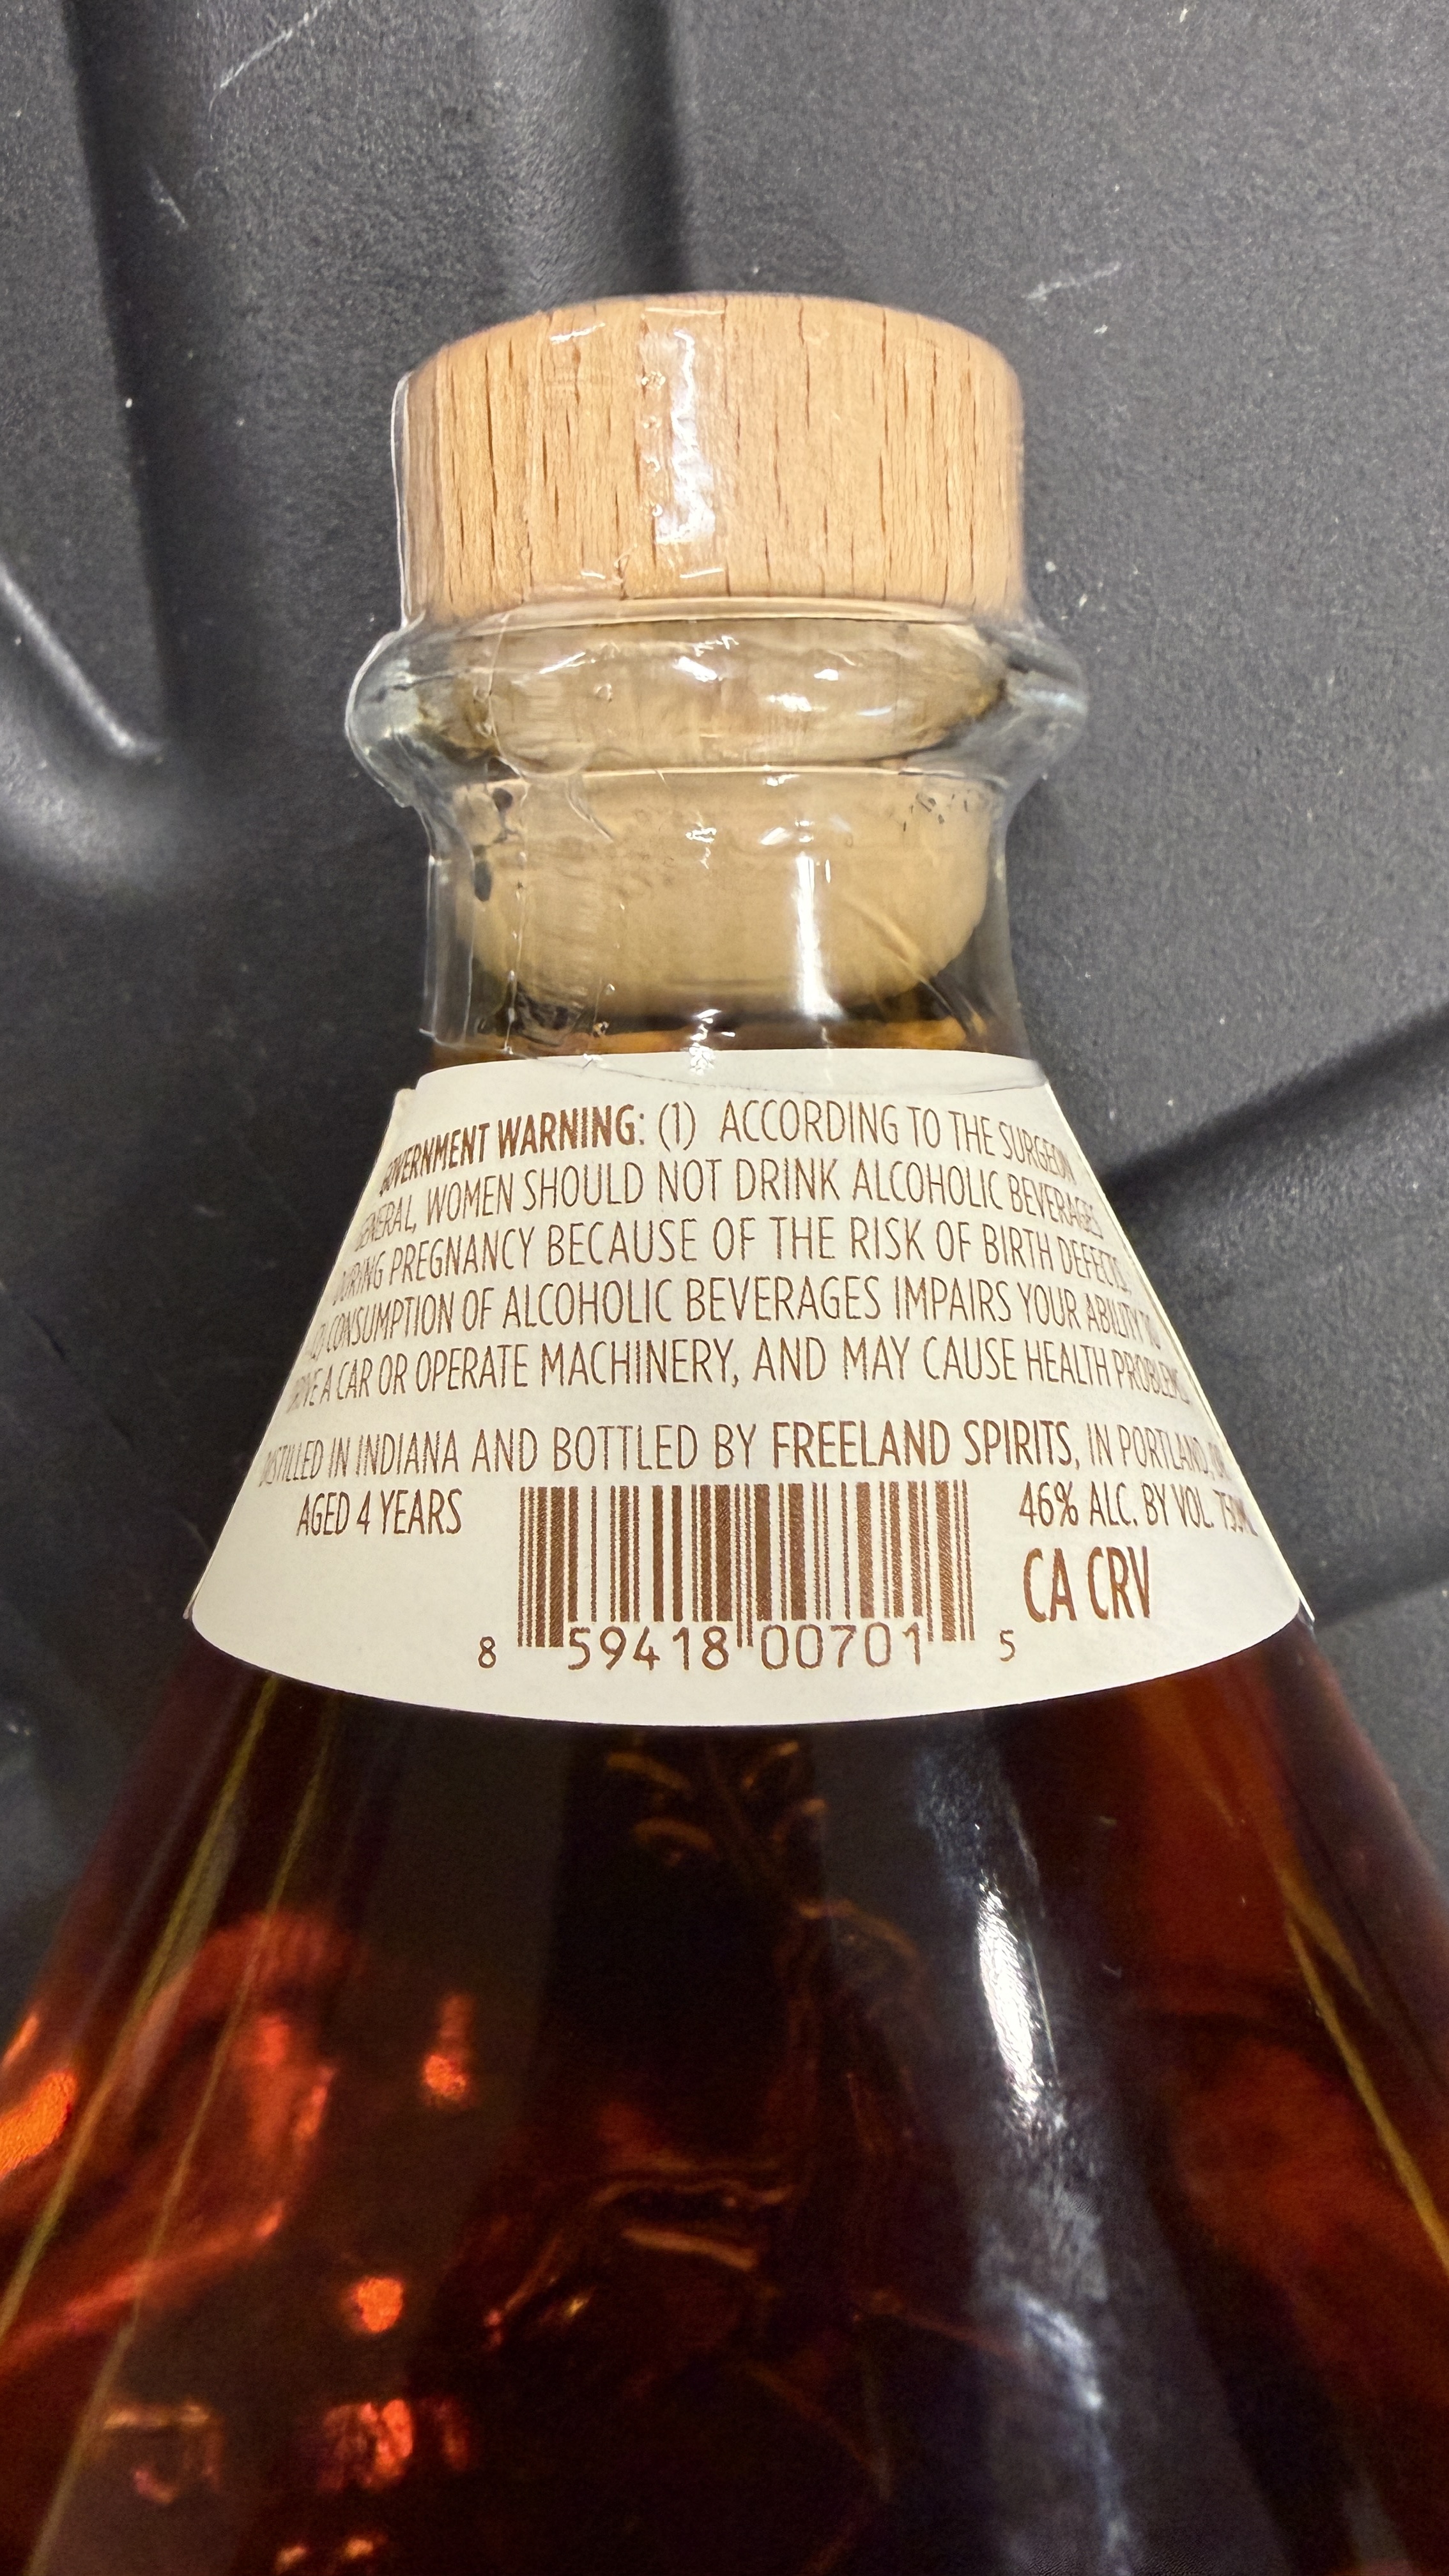 GOVERNMENT WARNING: (1) ACCORDING TO THE SURGEON
GENERAL, WOMEN SHOULD NOT DRINK ALCOHOLIC BEVERAGES
DURING PREGNANCY BECAUSE OF THE RISK OF BIRTH DEFECTS.
(2) CONSUMPTION OF ALCOHOLIC BEVERAGES IMPAIRS YOUR ABILITY TO
DRIVE A CAR OR OPERATE MACHINERY, AND MAY CAUSE HEALTH PROBLEMS.
DISTILLED IN INDIANA AND BOTTLED BY FREELAND SPIRITS, IN PORTLAND, OR
AGED 4 YEARS
46% ALC. BY VOL. 750ML
CA CRV
8 59418 00701 5